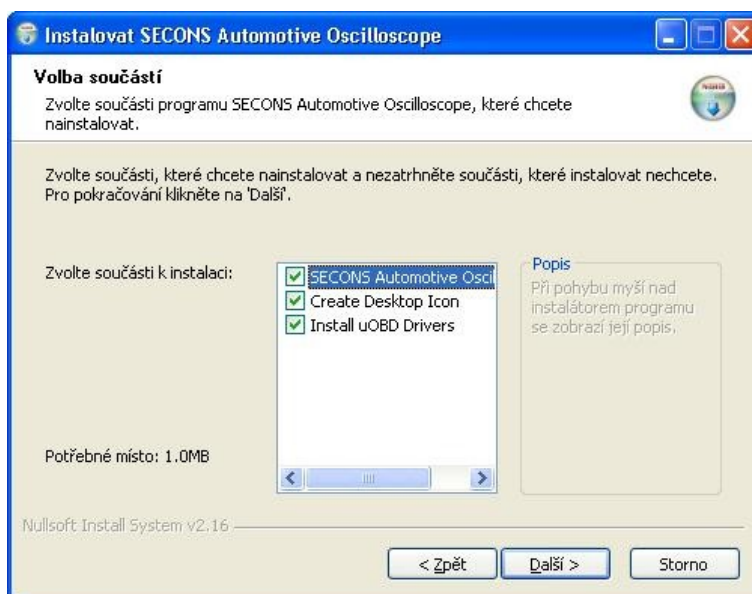 Instalovat SECONS Automotive Oscilloscope
Volba součástí
Zvolte součásti programu SECONS Automotive Oscilloscope, které chcete
nainstalovat.
Zvolte součásti, které chcete nainstalovat a nezatrhněte součásti, které instalovat nechcete.
Pro pokračování klikněte na 'Další'.
Zvolte součásti k instalaci:
SECONS Automotive Osci
Create Desktop Icon
Install uOBD Drivers
Popis
Při pohybu myší nad
instalátorem programu
se zobrazí její popis.
Potřebné místo: 1.0MB
Nullsoft Install System v2.16
< Zpět
Další >
Storno